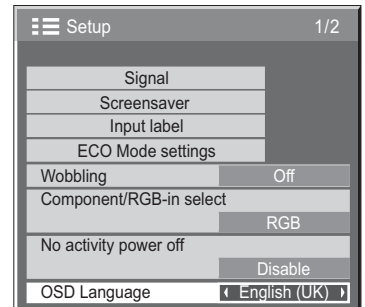 Setup 1/2
Signal
Screensaver
Input label
ECO Mode settings
Wobbling Off
Component/RGB-in select
RGB
No activity power off
Disable
OSD Language English (UK)